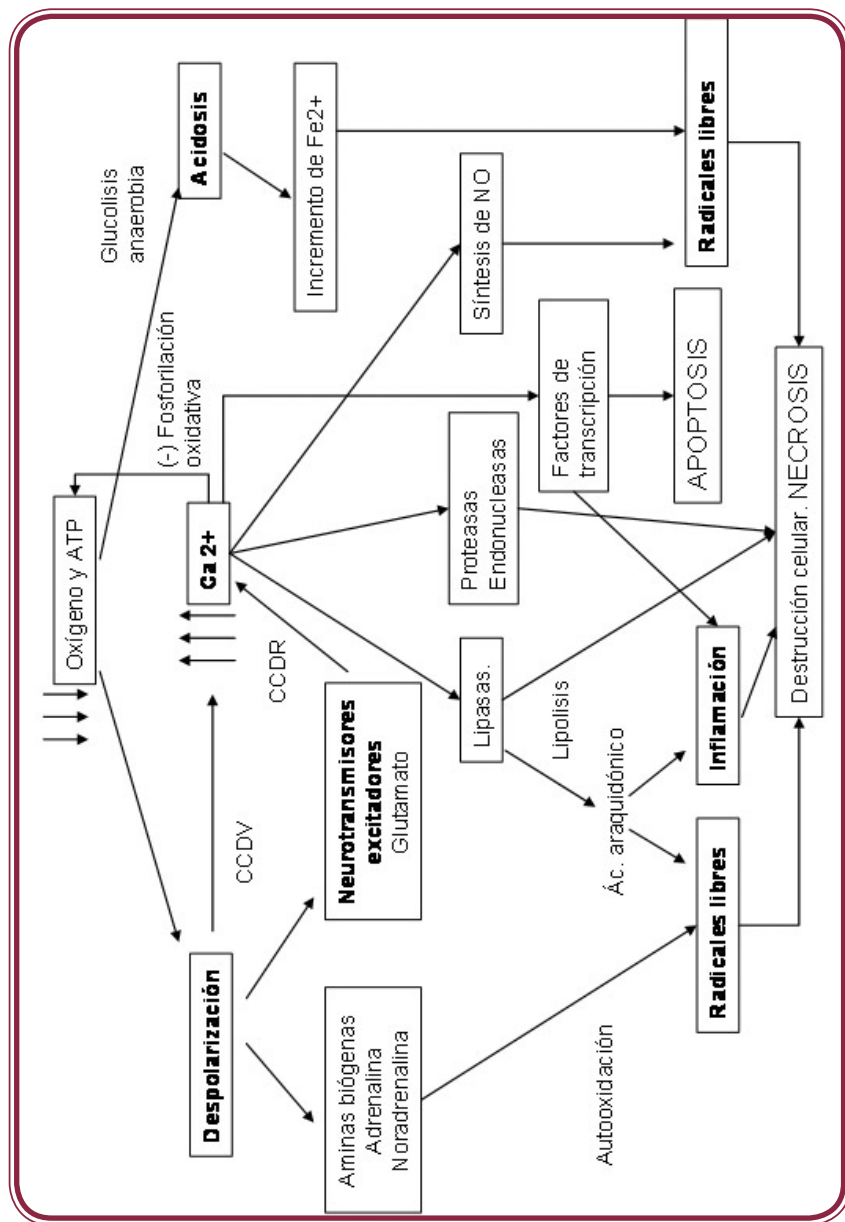 Oxígeno y ATP
Glucolisis
anaerobia
(-) Fosforilación
oxidativa
Despolarización
CCDV
Ca 2+
Acidosis
CCDR
Aminas biógenas
Adrenalina
Noradrenalina
Neurotransmisores
excitadores
Glutamato
Incremento de Fe2+
Lipasas.
Proteasas
Endonucleasas
Síntesis de NO
Lipolisis
Factores de
transcripción
Ác. araquidónico
Autooxidación
Radicales libres
Inflamación
APOPTOSIS
Radicales libres
Destrucción celular. NECROSIS